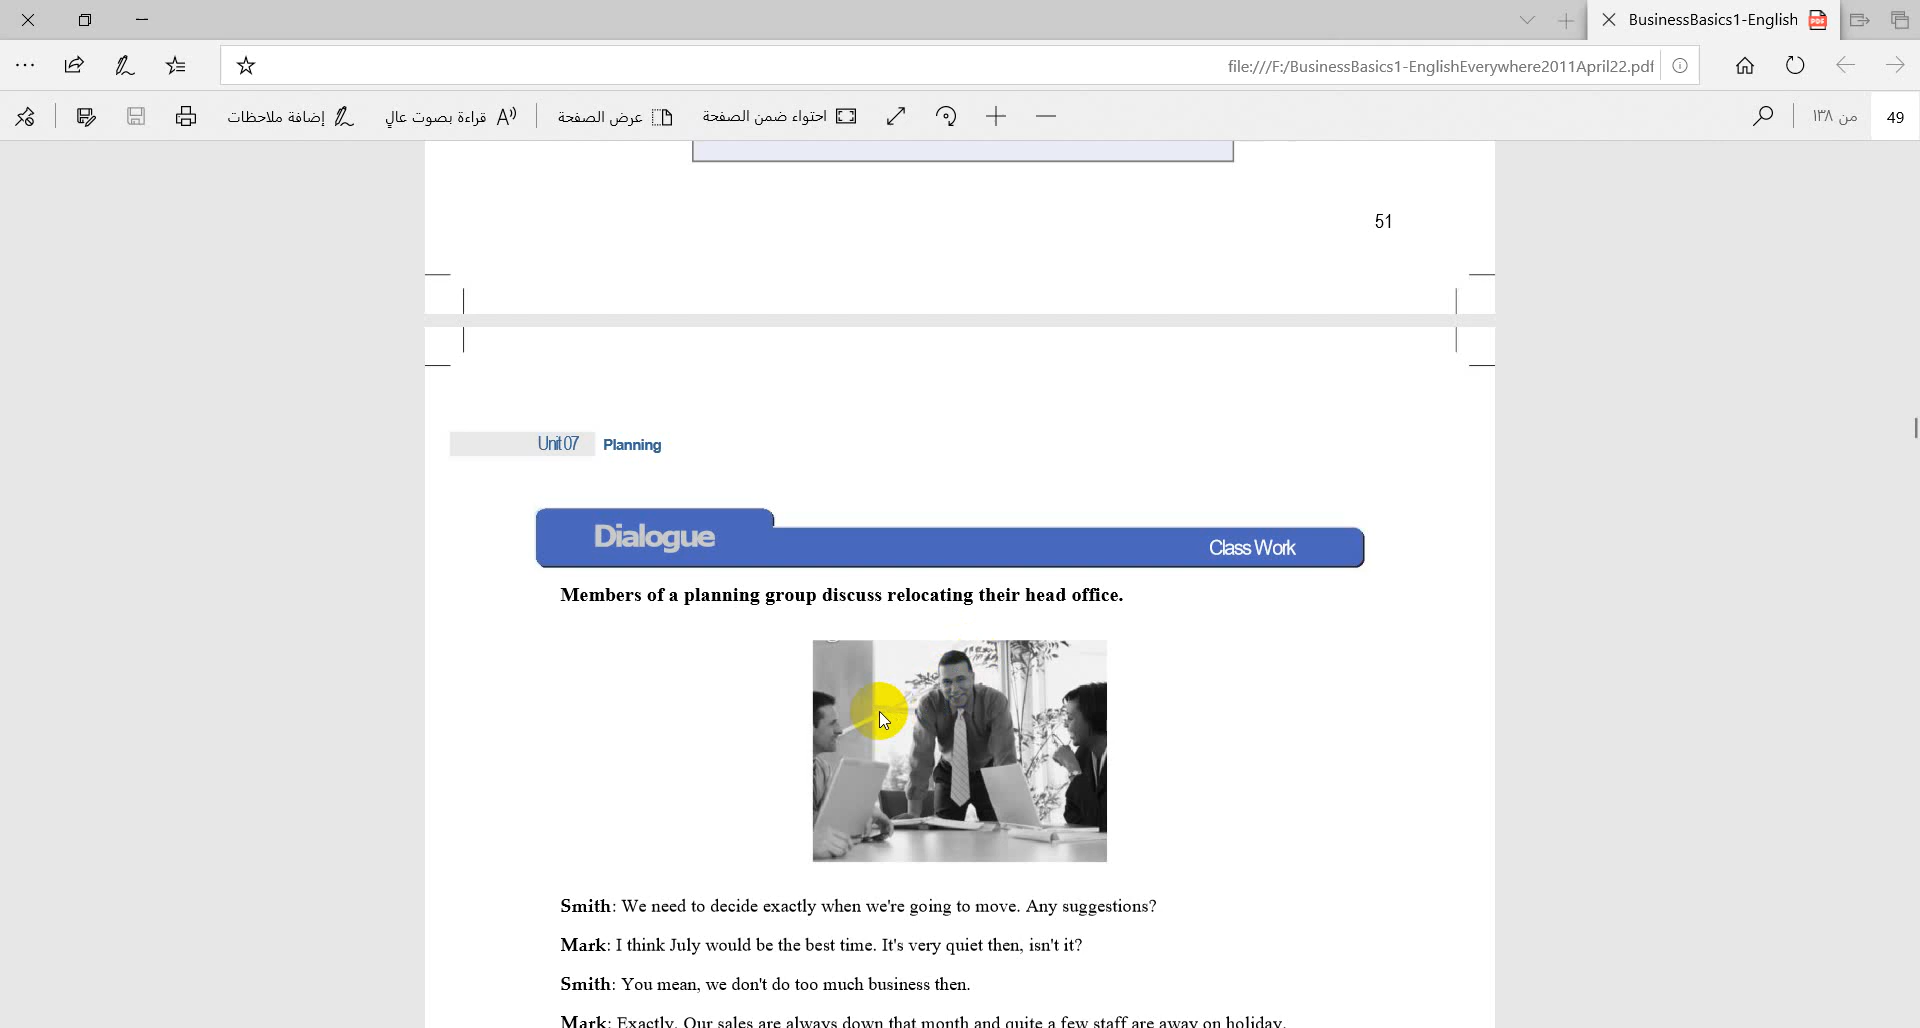 BusinessBasics1-English
file:///F:/BusinessBasics1-EnglishEverywhere2011April22.pdf
إضافة ملاحظات
قراءة بصوت عالٍ
عرض الصفحة
احتواء ضمن الصفحة
من ١٣٨
49
51
Unit 07 Planning
Dialogue
Class Work
Members of a planning group discuss relocating their head office.
Smith: We need to decide exactly when we're going to move. Any suggestions?
Mark: I think July would be the best time. It's very quiet then, isn't it?
Smith: You mean, we don't do too much business then.
Mark: Exactly. Our sales are always down that month and quite a few staff are away on holiday.